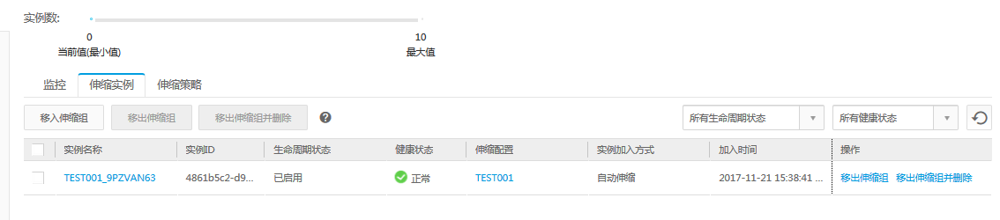 实例数:
0 10
当前值(最小值) 最大值
监控 伸缩实例 伸缩策略
移入伸缩组 移出伸缩组 移出伸缩组并删除 ? 所有生命周期状态 所有健康状态
实例名称 实例ID 生命周期状态 健康状态 伸缩配置 实例加入方式 加入时间 操作
TEST001_9PZVAN63 4861b5c2-d9... 已启用 正常 TEST001 自动伸缩 2017-11-21 15:38:41 ... 移出伸缩组 移出伸缩组并删除